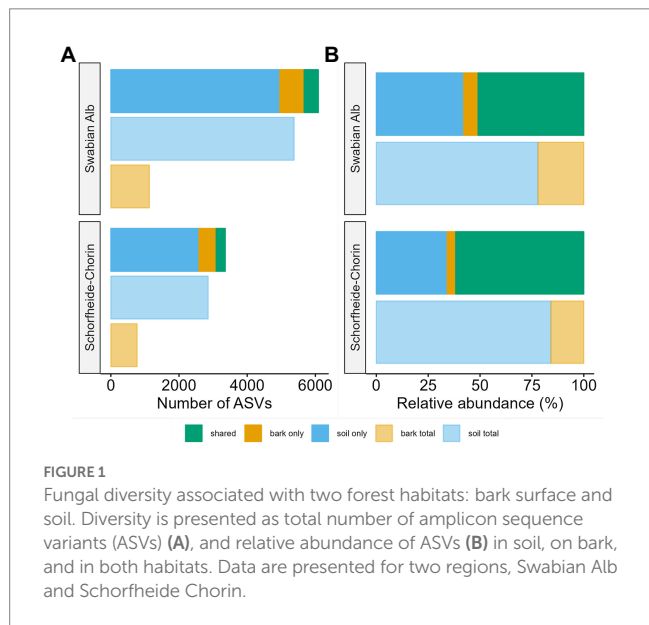 A
B
Swabian Alb
Schorfheide-Chorin
0 2000 4000 6000
Number of ASVs
Swabian Alb
Schorfheide-Chorin
0 25 50 75 100
Relative abundance (%)
shared bark only soil only bark total soil total
FIGURE 1
Fungal diversity associated with two forest habitats: bark surface and
soil. Diversity is presented as total number of amplicon sequence
variants (ASVs) (A), and relative abundance of ASVs (B) in soil, on bark,
and in both habitats. Data are presented for two regions, Swabian Alb
and Schorfheide Chorin.